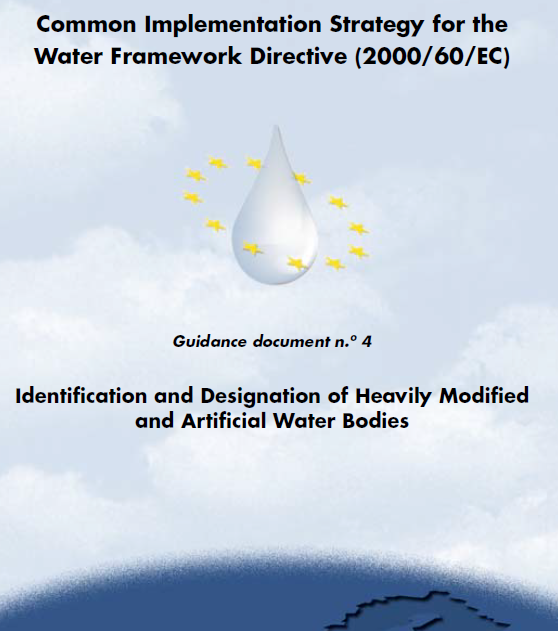 Common Implementation Strategy for the
Water Framework Directive (2000/60/EC)
Guidance document n.º 4
Identification and Designation of Heavily Modified
and Artificial Water Bodies